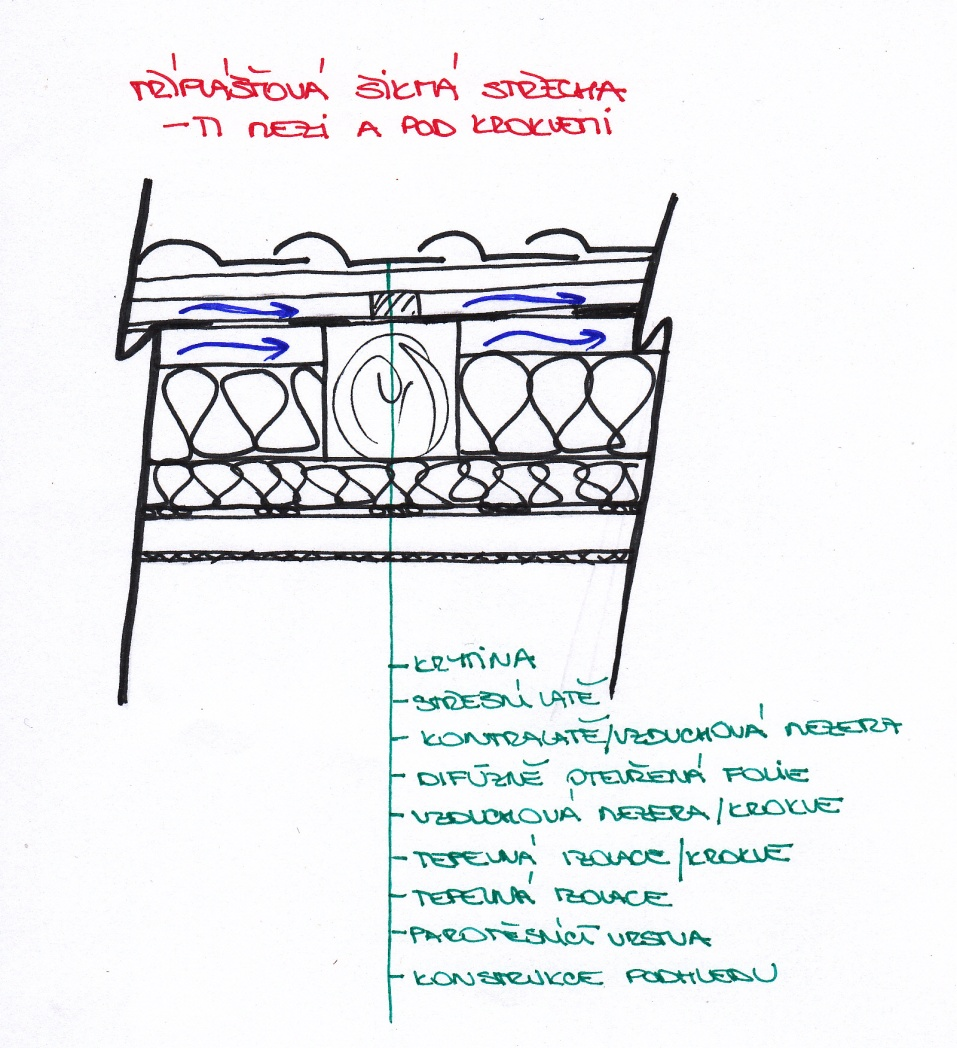 TŘÍPLÁŠŤOVÁ ŠIKMÁ STŘECHA
- TI MEZI A POD KROKVEMI
- KRYTINA
- STŘEŠNÍ LATĚ
- KONTRALATĚ/VZDUCHOVÁ MEZERA
- DIFÚZNĚ OTEVŘENÁ FOLIE
- VZDUCHOVÁ MEZERA/KROKVE
- TEPELNÁ IZOLACE/KROKVE
- TEPELNÁ IZOLACE
- PAROTĚSNÍCÍ VRSTVA
- KONSTRUKCE PODHLEDU